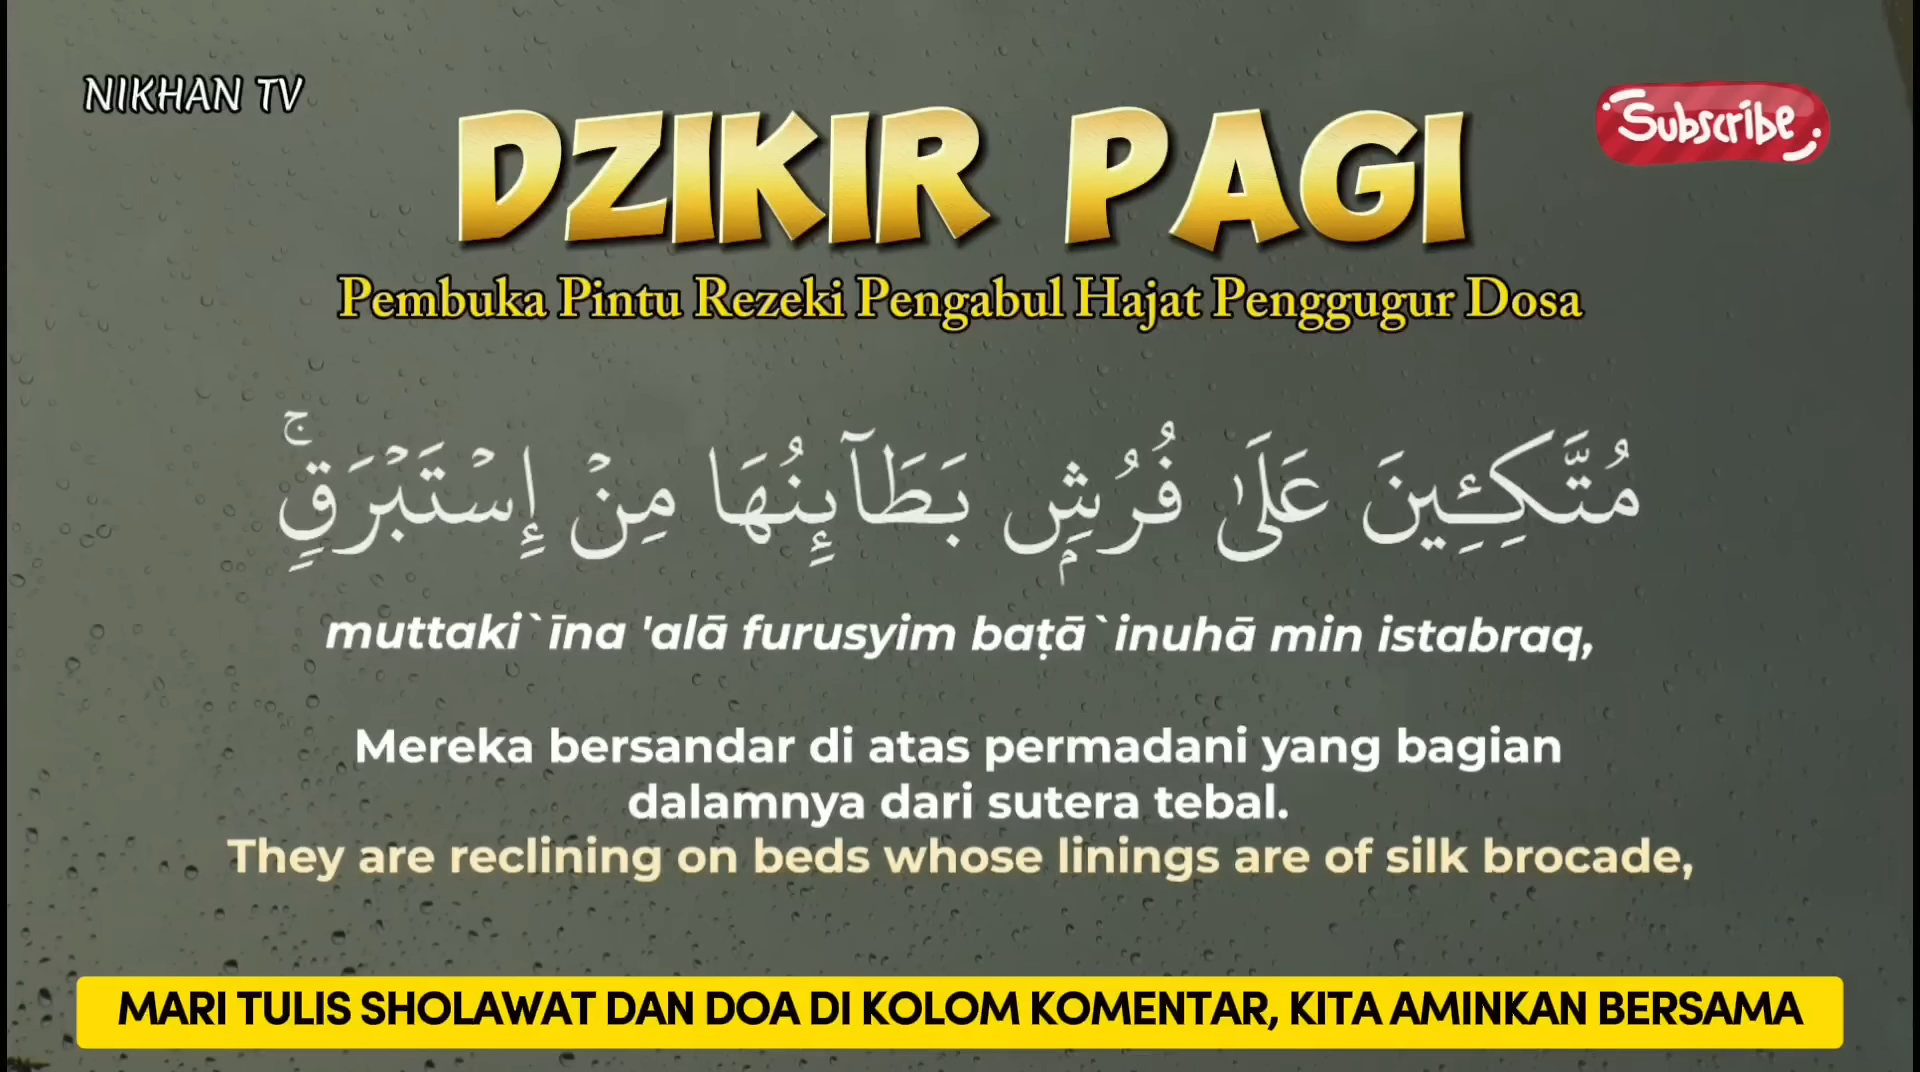 NIKHAN TV
DZIKIR PAGI
Subscribe
Pembuka Pintu Rezeki Pengabul Hajat Penggugur Dosa
مُتَّكِـِٕينَ عَلَىٰ فُرُشٍۭ بَطَآىِٕنُهَا مِنْ إِسْتَبْرَقٍۚ
muttaki`īna 'alā furusyim baṭā`inuhā min istabraq,
Mereka bersandar di atas permadani yang bagian
dalamnya dari sutera tebal.
They are reclining on beds whose linings are of silk brocade,
MARI TULIS SHOLAWAT DAN DOA DI KOLOM KOMENTAR, KITA AMINKAN BERSAMA